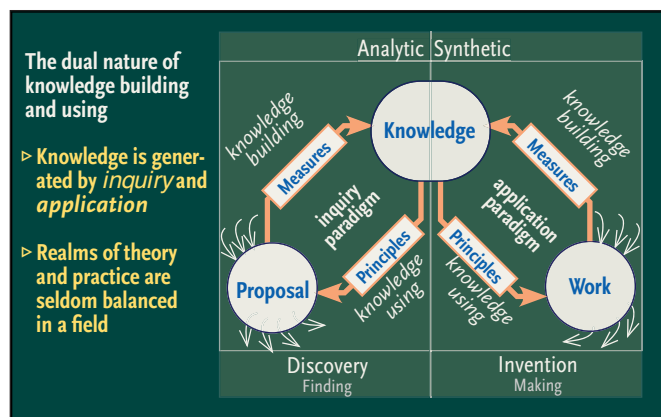 The dual nature of
knowledge building
and using
▹ Knowledge is gener-
ated by inquiry and
application
▹ Realms of theory
and practice are
seldom balanced
in a field
Analytic Synthetic
knowledge
building
Measures
Knowledge
knowledge
building
Measures
inquiry
paradigm
application
paradigm
Principles
knowledge
using
Principles
knowledge
using
Proposal
Work
Discovery
Finding
Invention
Making